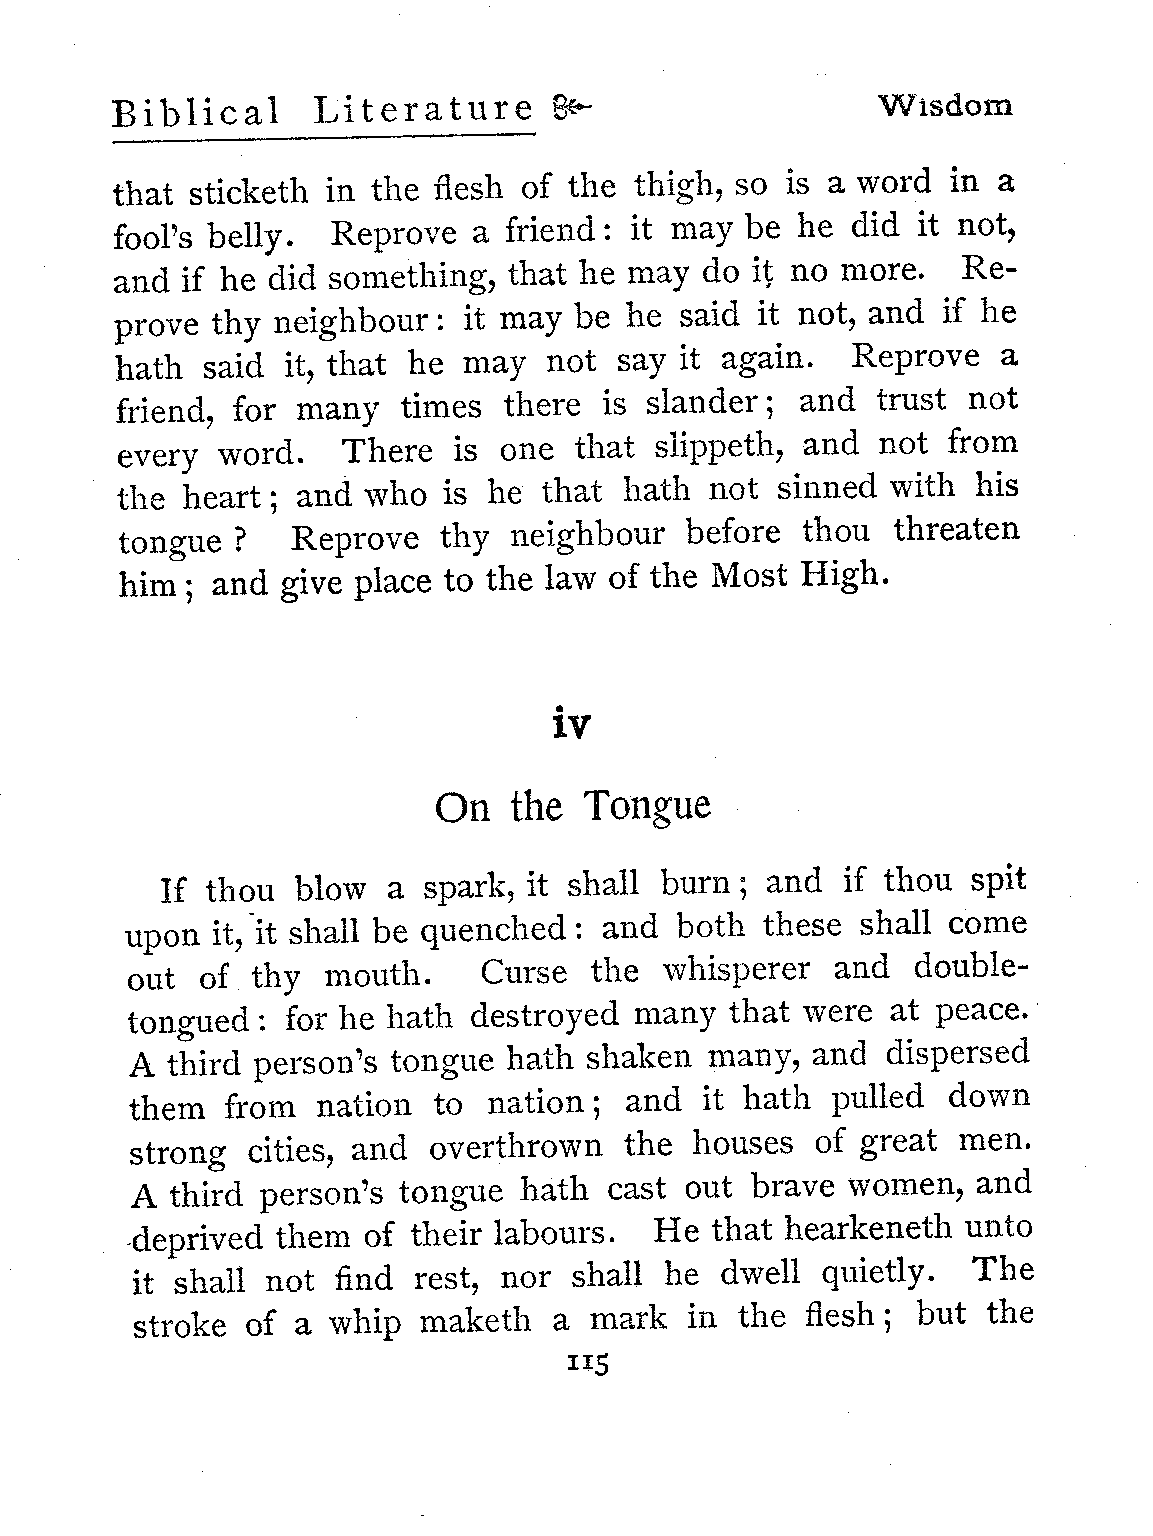 Biblical Literature Wisdom
that sticketh in the flesh of the thigh, so is a word in a
fool's belly. Reprove a friend: it may be he did it not,
and if he did something, that he may do it no more. Re-
prove thy neighbour: it may be he said it not, and if he
hath said it, that he may not say it again. Reprove a
friend, for many times there is slander; and trust not
every word. There is one that slippeth, and not from
the heart; and who is he that hath not sinned with his
tongue? Reprove thy neighbour before thou threaten
him; and give place to the law of the Most High.
iv
On the Tongue
If thou blow a spark, it shall burn; and if thou spit
upon it, it shall be quenched: and both these shall come
out of thy mouth. Curse the whisperer and double-
tongued: for he hath destroyed many that were at peace.
A third person's tongue hath shaken many, and dispersed
them from nation to nation; and it hath pulled down
strong cities, and overthrown the houses of great men.
A third person's tongue hath cast out brave women, and
deprived them of their labours. He that hearkeneth unto
it shall not find rest, nor shall he dwell quietly. The
stroke of a whip maketh a mark in the flesh; but the
115